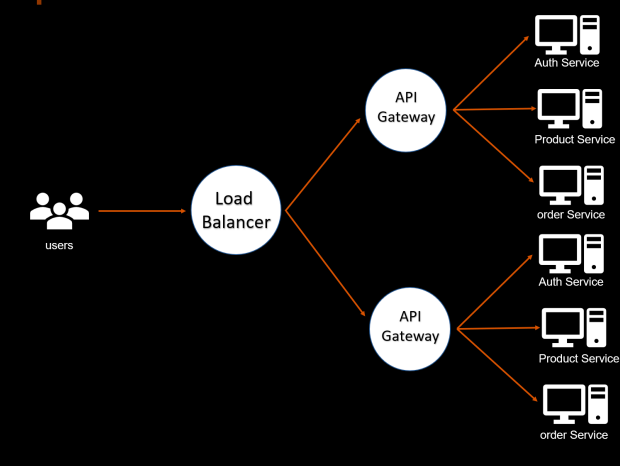 users
Load
Balancer
API
Gateway
Auth Service
Product Service
order Service
API
Gateway
Auth Service
Product Service
order Service